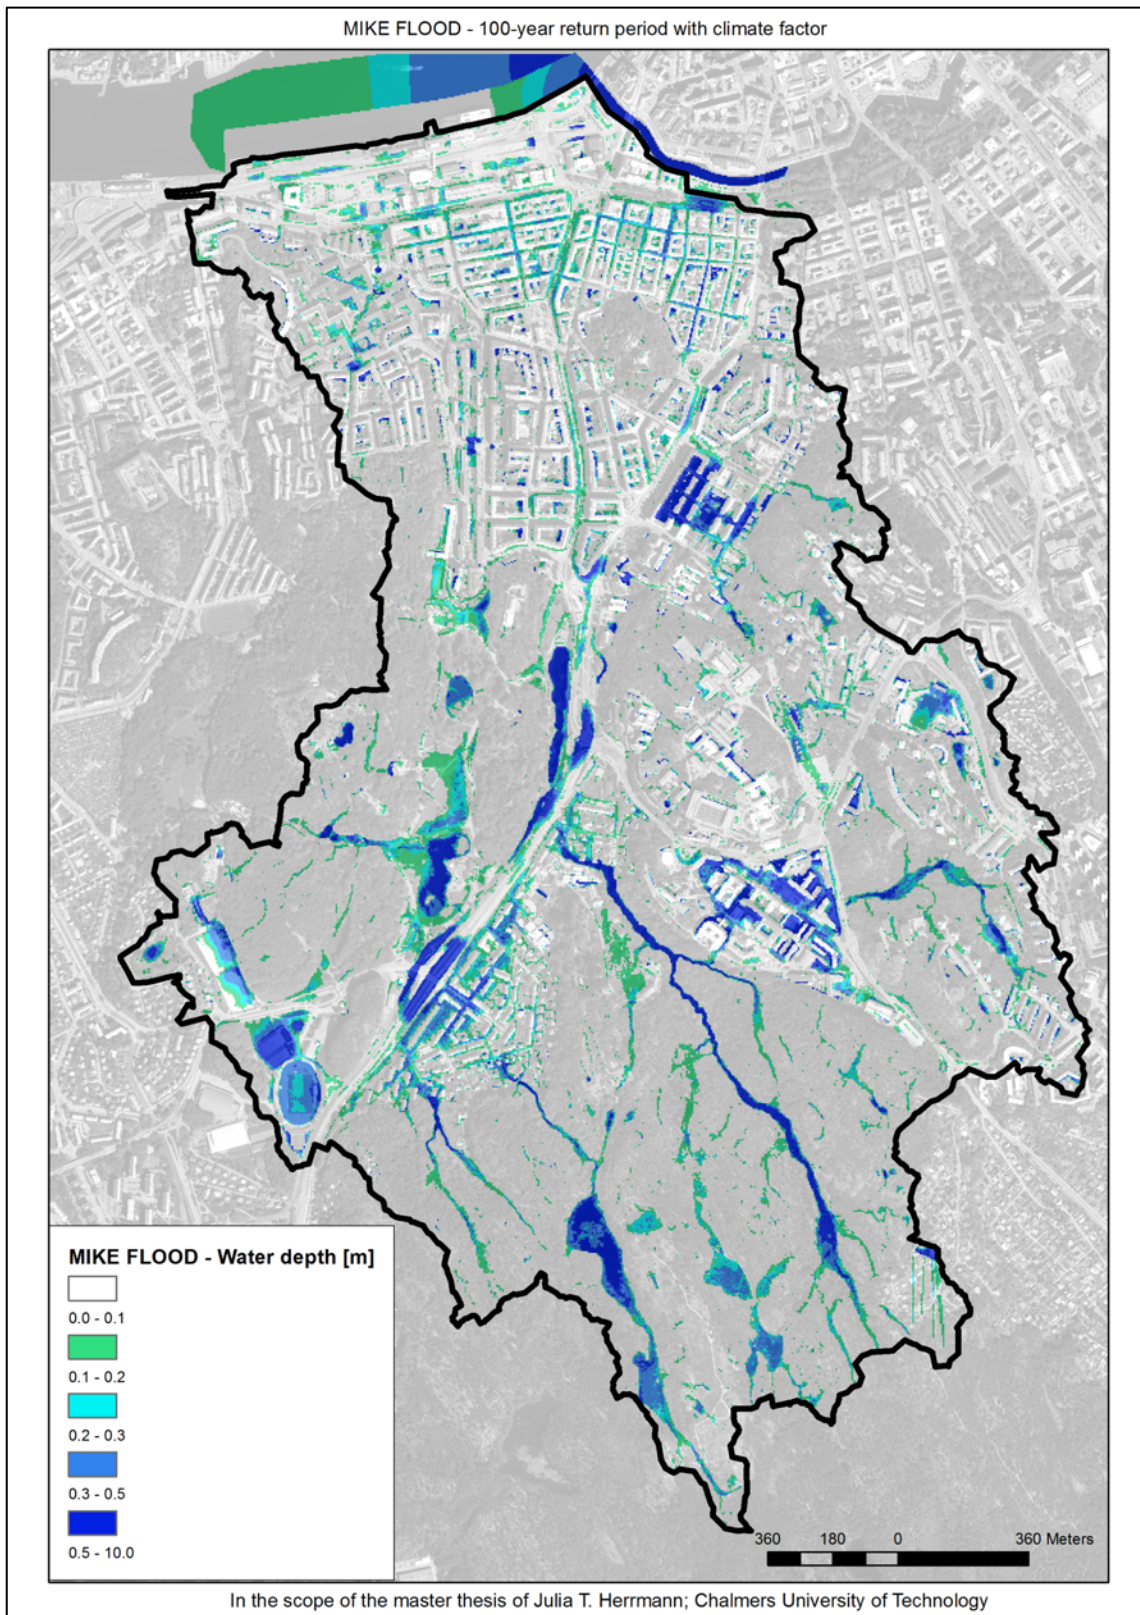 MIKE FLOOD - 100-year return period with climate factor
MIKE FLOOD - Water depth [m]
0.0 - 0.1
0.1 - 0.2
0.2 - 0.3
0.3 - 0.5
0.5 - 10.0
360 180 0 360 Meters
In the scope of the master thesis of Julia T. Herrmann; Chalmers University of Technology